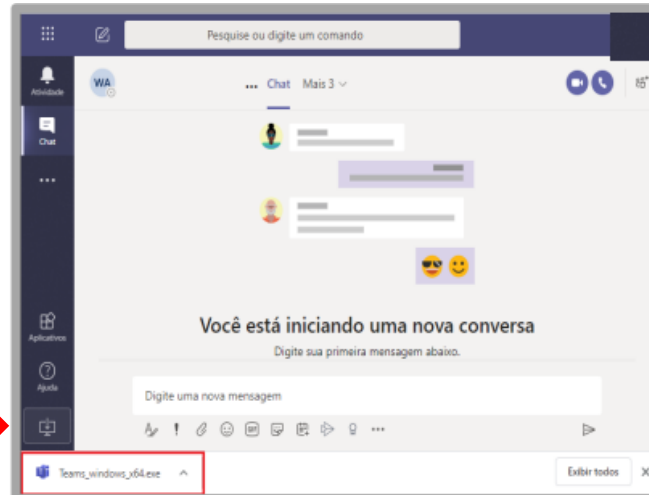 Pesquise ou digite um comando
Atividade
WA
... Chat Mais 3
Chat
Aplicativos
Você está iniciando uma nova conversa
Digite sua primeira mensagem abaixo.
Ajuda
Digite uma nova mensagem
GIF
Teams_windows_x64.exe
Exibir todos